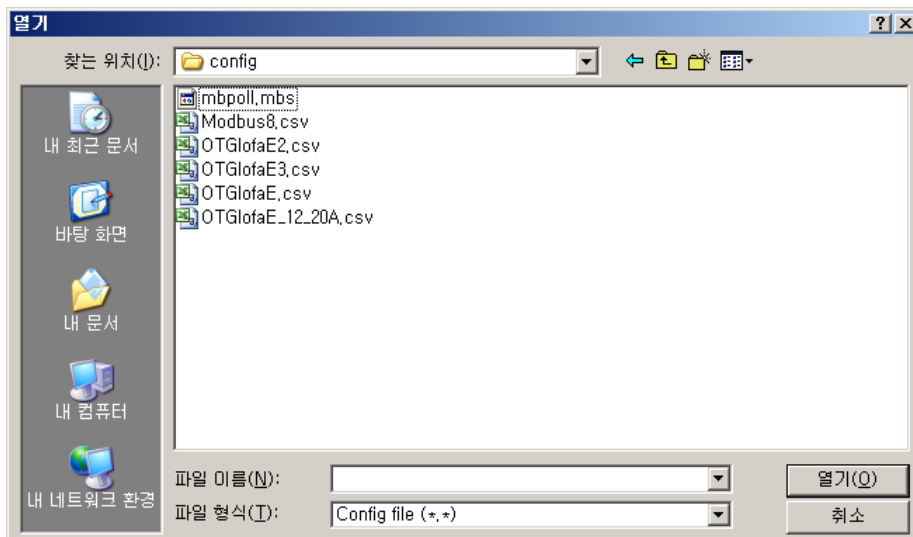 열기
찾는 위치(I):
config
내 최근 문서
바탕 화면
내 문서
내 컴퓨터
내 네트워크 환경
mbpoll.mbs
Modbus8.csv
OTGlofaE2.csv
OTGlofaE3.csv
OTGlofaE.csv
OTGlofaE_12_20A.csv
파일 이름(N):
열기(O)
파일 형식(T):
Config file (*.*)
취소